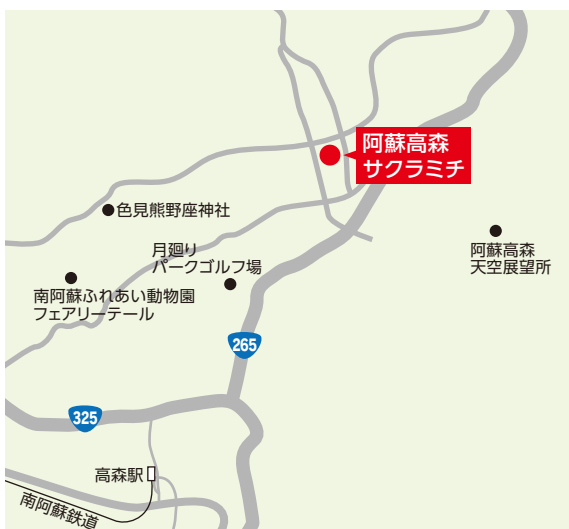 阿蘇高森
サクラミチ
色見熊野座神社
月廻り
パークゴルフ場
阿蘇高森
天空展望所
南阿蘇ふれあい動物園
フェアリーテール
265
325
高森駅
南阿蘇鉄道